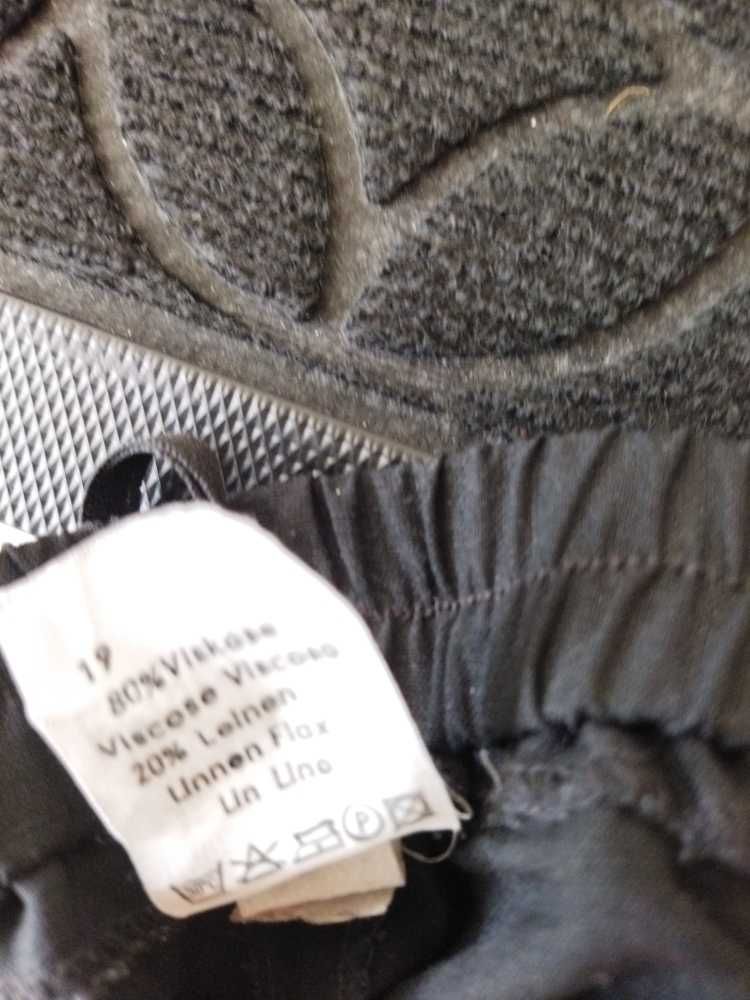 19
80% Viskose
Viscose Viscosa
20% Leinen
Linnen Flax
Lin Lino
P